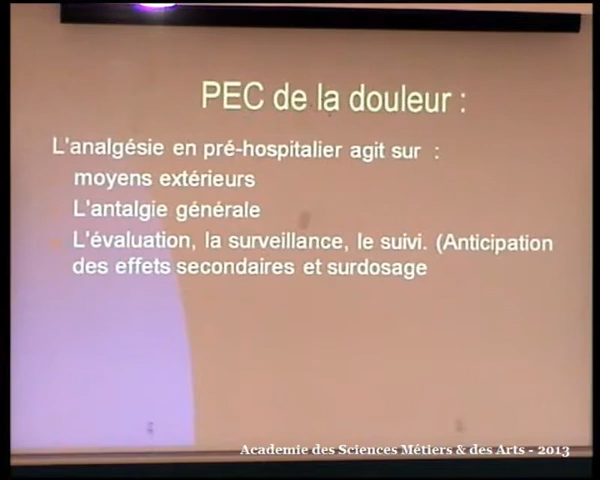 PEC de la douleur :
L'analgésie en pré-hospitalier agit sur :
moyens extérieurs
L'antalgie générale
L'évaluation, la surveillance, le suivi. (Anticipation
des effets secondaires et surdosage
Academie des Sciences Métiers & des Arts - 2013